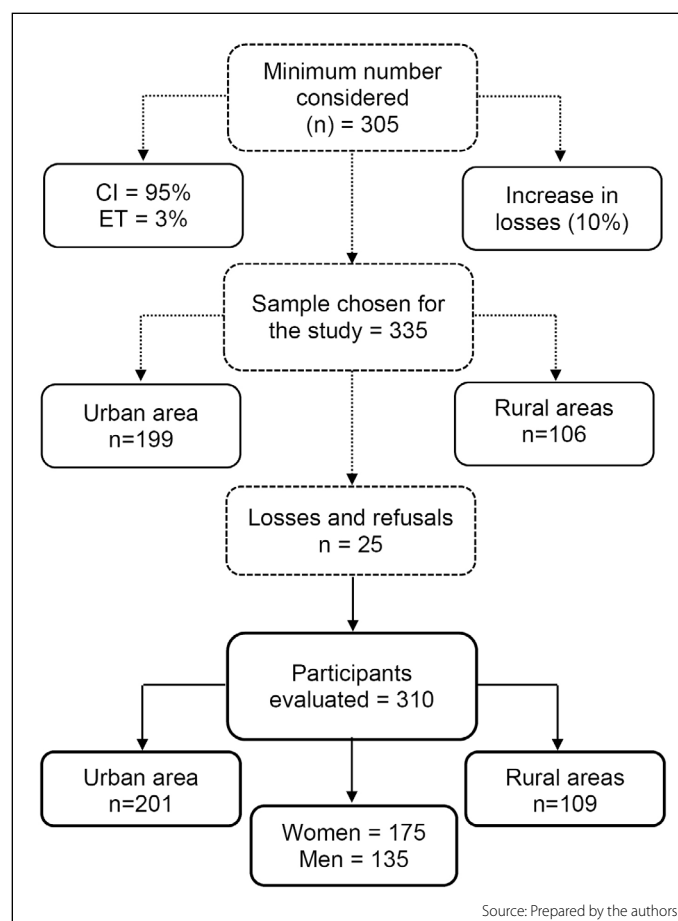 Minimum number
considered
(n) = 305
CI = 95%
ET = 3%
Increase in
losses (10%)
Sample chosen for
the study = 335
Urban area
n=199
Rural areas
n=106
Losses and refusals
n = 25
Participants
evaluated = 310
Urban area
n=201
Rural areas
n=109
Women = 175
Men = 135
Source: Prepared by the authors